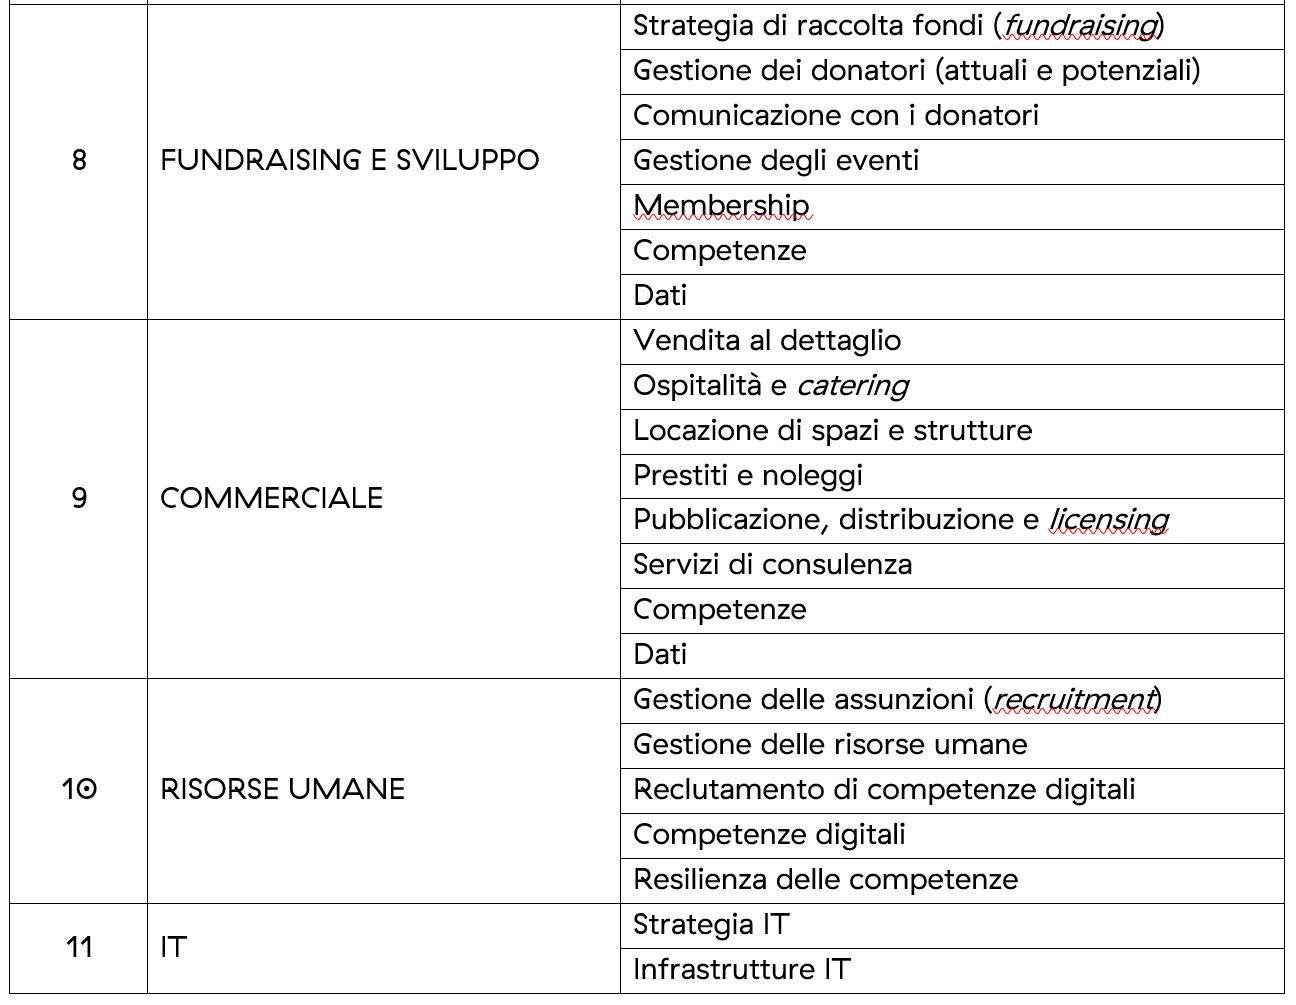 Strategia di raccolta fondi (fundraising)
Gestione dei donatori (attuali e potenziali)
Comunicazione con i donatori
8 FUNDRAISING E SVILUPPO Gestione degli eventi
Membership
Competenze
Dati
Vendita al dettaglio
Ospitalità e catering
Locazione di spazi e strutture
Prestiti e noleggi
9 COMMERCIALE
Pubblicazione, distribuzione e licensing
Servizi di consulenza
Competenze
Dati
Gestione delle assunzioni (recruitment)
Gestione delle risorse umane
10 RISORSE UMANE Reclutamento di competenze digitali
Competenze digitali
Resilienza delle competenze
Strategia IT
11 IT
Infrastrutture IT